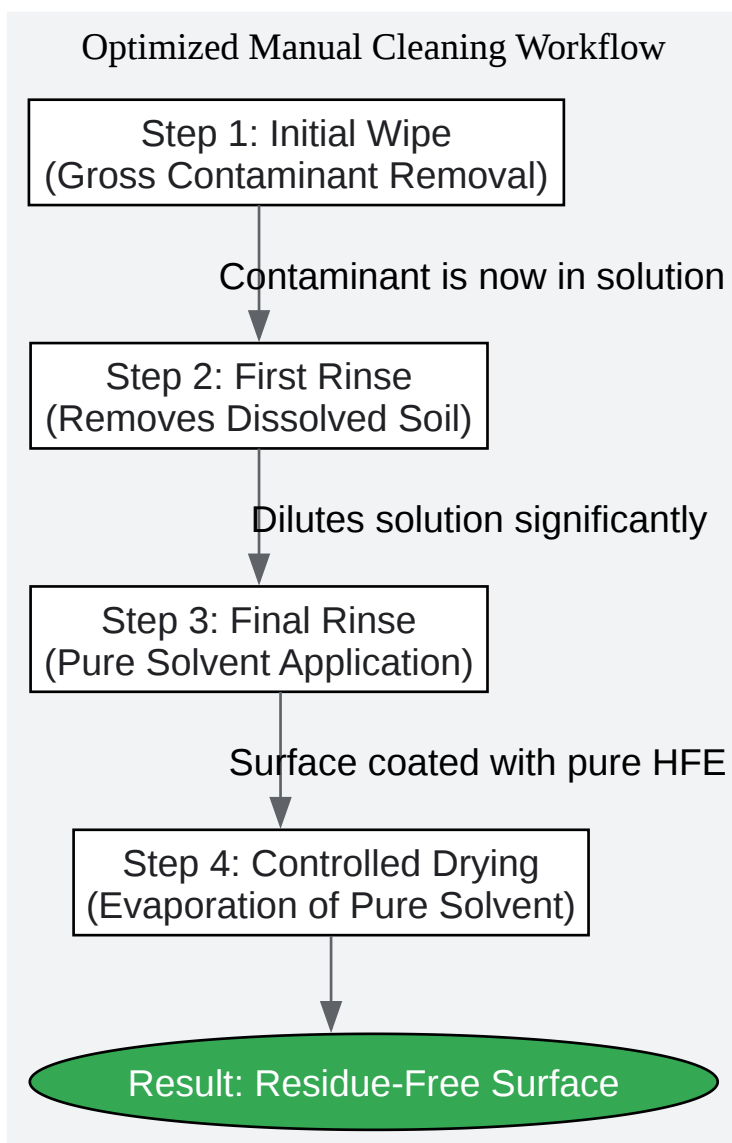 Optimized Manual Cleaning Workflow
Step 1: Initial Wipe
(Gross Contaminant Removal)
Contaminant is now in solution
Step 2: First Rinse
(Removes Dissolved Soil)
Dilutes solution significantly
Step 3: Final Rinse
(Pure Solvent Application)
Surface coated with pure HFE
Step 4: Controlled Drying
(Evaporation of Pure Solvent)
Result: Residue-Free Surface